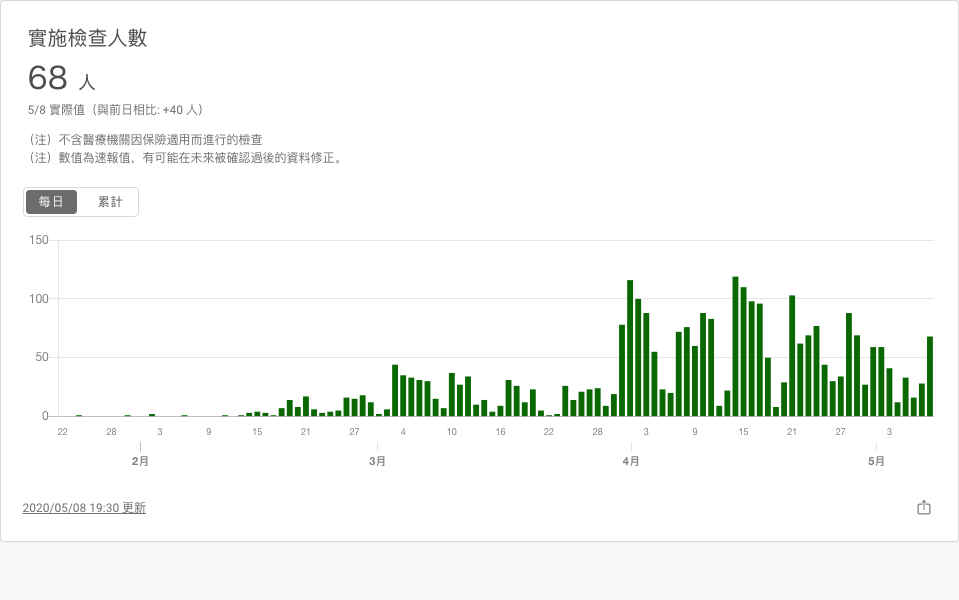 實施檢查人數
68 人
5/8 實際值（與前日相比: +40 人）
（注）不含醫療機關因保險適用而進行的檢查
（注）數值為速報值，有可能在未來被確認過後的資料修正。
每日 累計
150
100
50
0
22 28 3 9 15 21 27 4 10 16 22 28 3 9 15 21 27 3
2月 3月 4月 5月
2020/05/08 19:30 更新